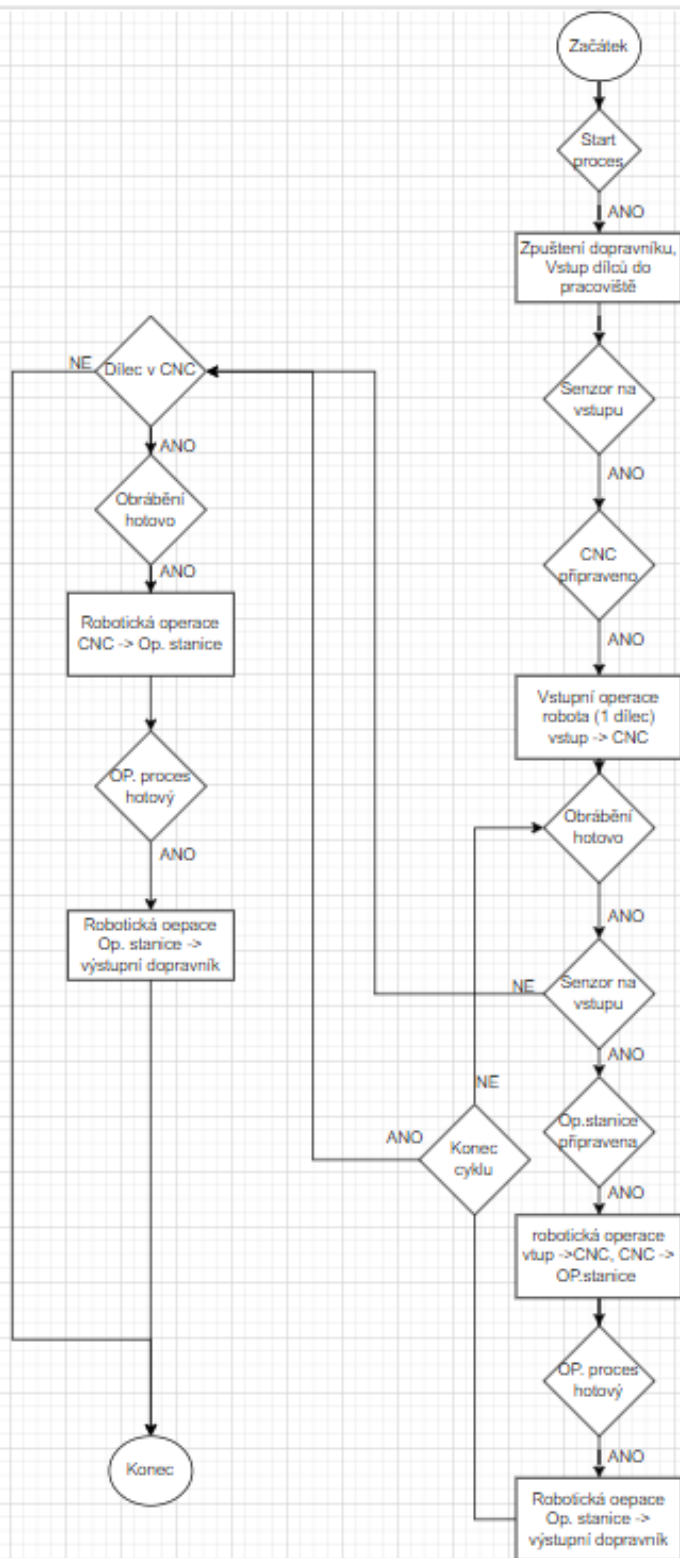 Začátek
Start
proces
ANO
Zpuštení dopravníku,
Vstup dílců do
pracoviště
Senzor na
vstupu
ANO
CNC
připraveno
ANO
Vstupní operace
robota (1 dílec)
vstup -> CNC
Obrábění
hotovo
ANO
Senzor na
vstupu
NE
ANO
Op.stanice
připravena
ANO
robotická operace
vtup ->CNC, CNC ->
OP.stanice
OP. proces
hotový
ANO
Robotická oepace
Op. stanice ->
výstupní dopravník
NE
Konec
cyklu
ANO
Dílec v CNC
NE
ANO
Obrábění
hotovo
ANO
Robotická operace
CNC -> Op. stanice
OP. proces
hotový
ANO
Robotická oepace
Op. stanice ->
výstupní dopravník
Konec